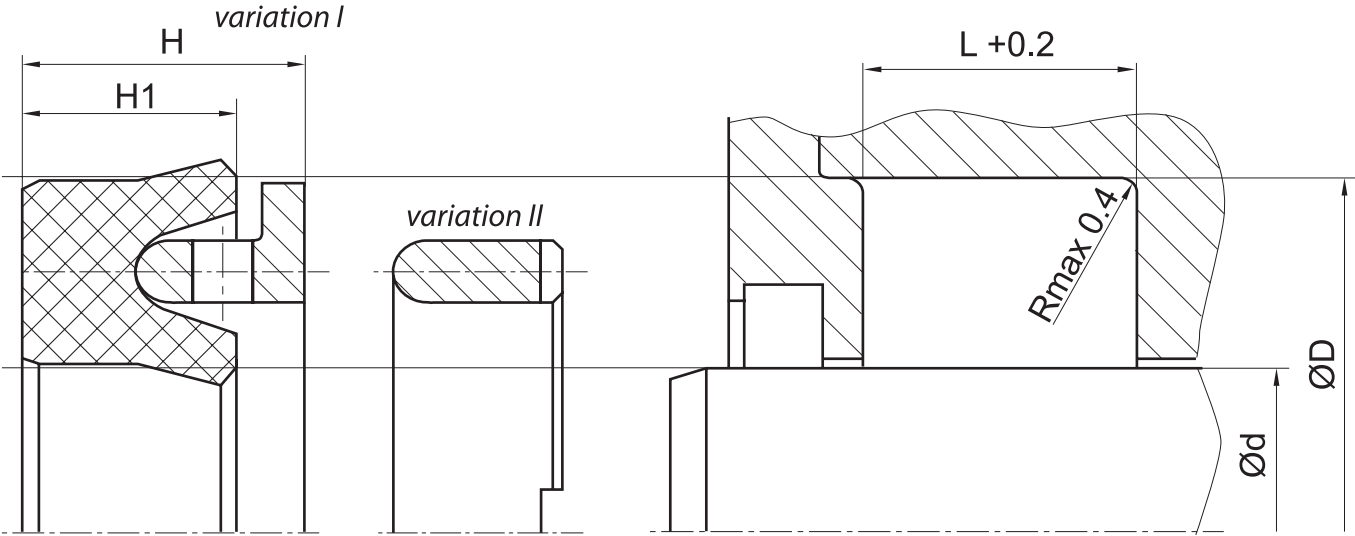 variation I
H
H1
variation II
L +0.2
Rmax 0.4
ØD
Ød